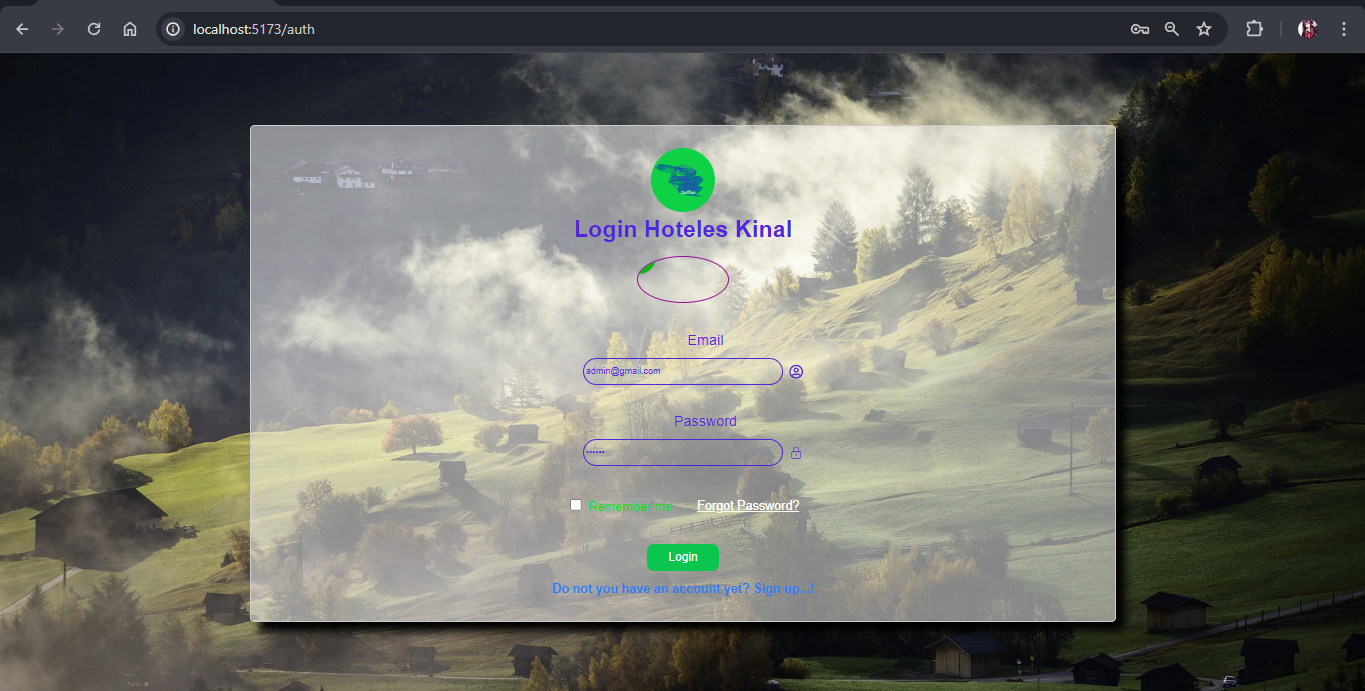 localhost:5173/auth
Login Hoteles Kinal
Email
admin@gmail.com
Password
••••••
Remember me Forgot Password?
Login
Do not you have an account yet? Sign up...!